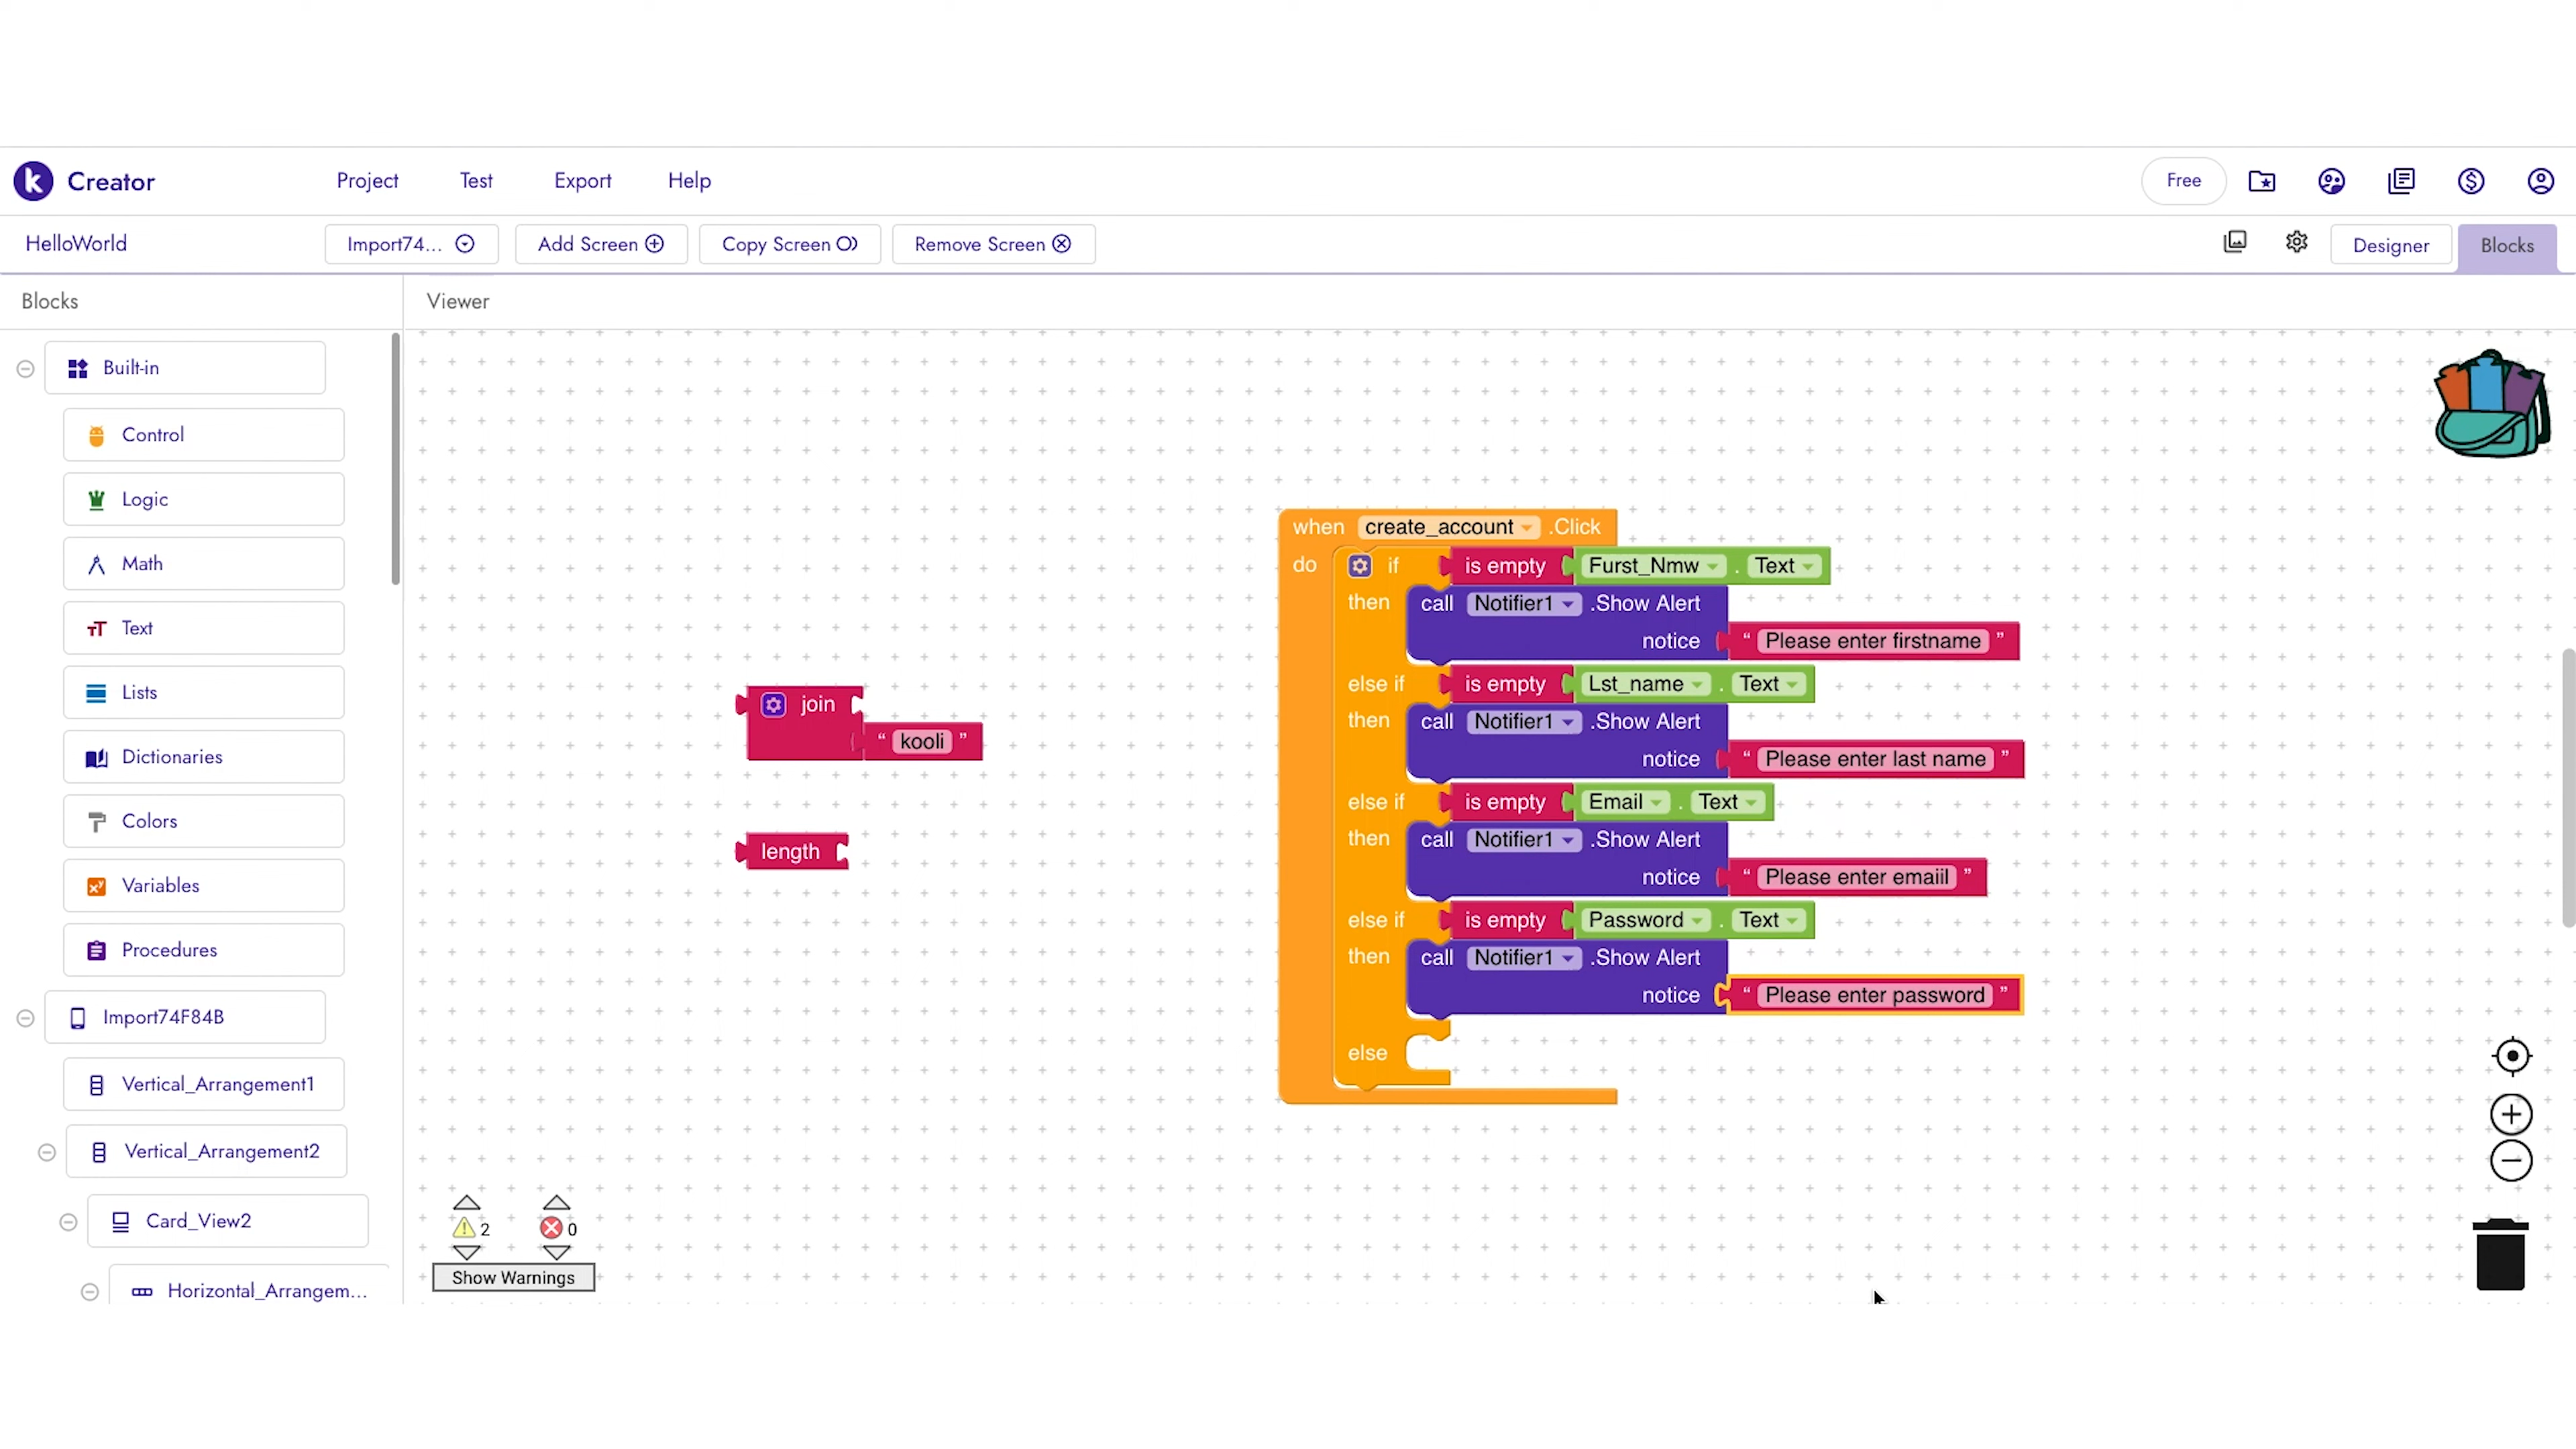 k Creator Project Test Export Help Free
HelloWorld Import74... Add Screen Copy Screen Remove Screen Designer Blocks
Blocks Viewer
Built-in
Control
Logic
Math
Text
Lists
Dictionaries
Colors
Variables
Procedures
Import74F84B
Vertical_Arrangement1
Vertical_Arrangement2
Card_View2
Horizontal_Arrangem...
join
“ kooli ”
length
2 0
Show Warnings
when create_account .Click
do if is empty Furst_Nmw . Text
then call Notifier1 .Show Alert
notice “ Please enter firstname ”
else if is empty Lst_name . Text
then call Notifier1 .Show Alert
notice “ Please enter last name ”
else if is empty Email . Text
then call Notifier1 .Show Alert
notice “ Please enter emaiil ”
else if is empty Password . Text
then call Notifier1 .Show Alert
notice “ Please enter password ”
else